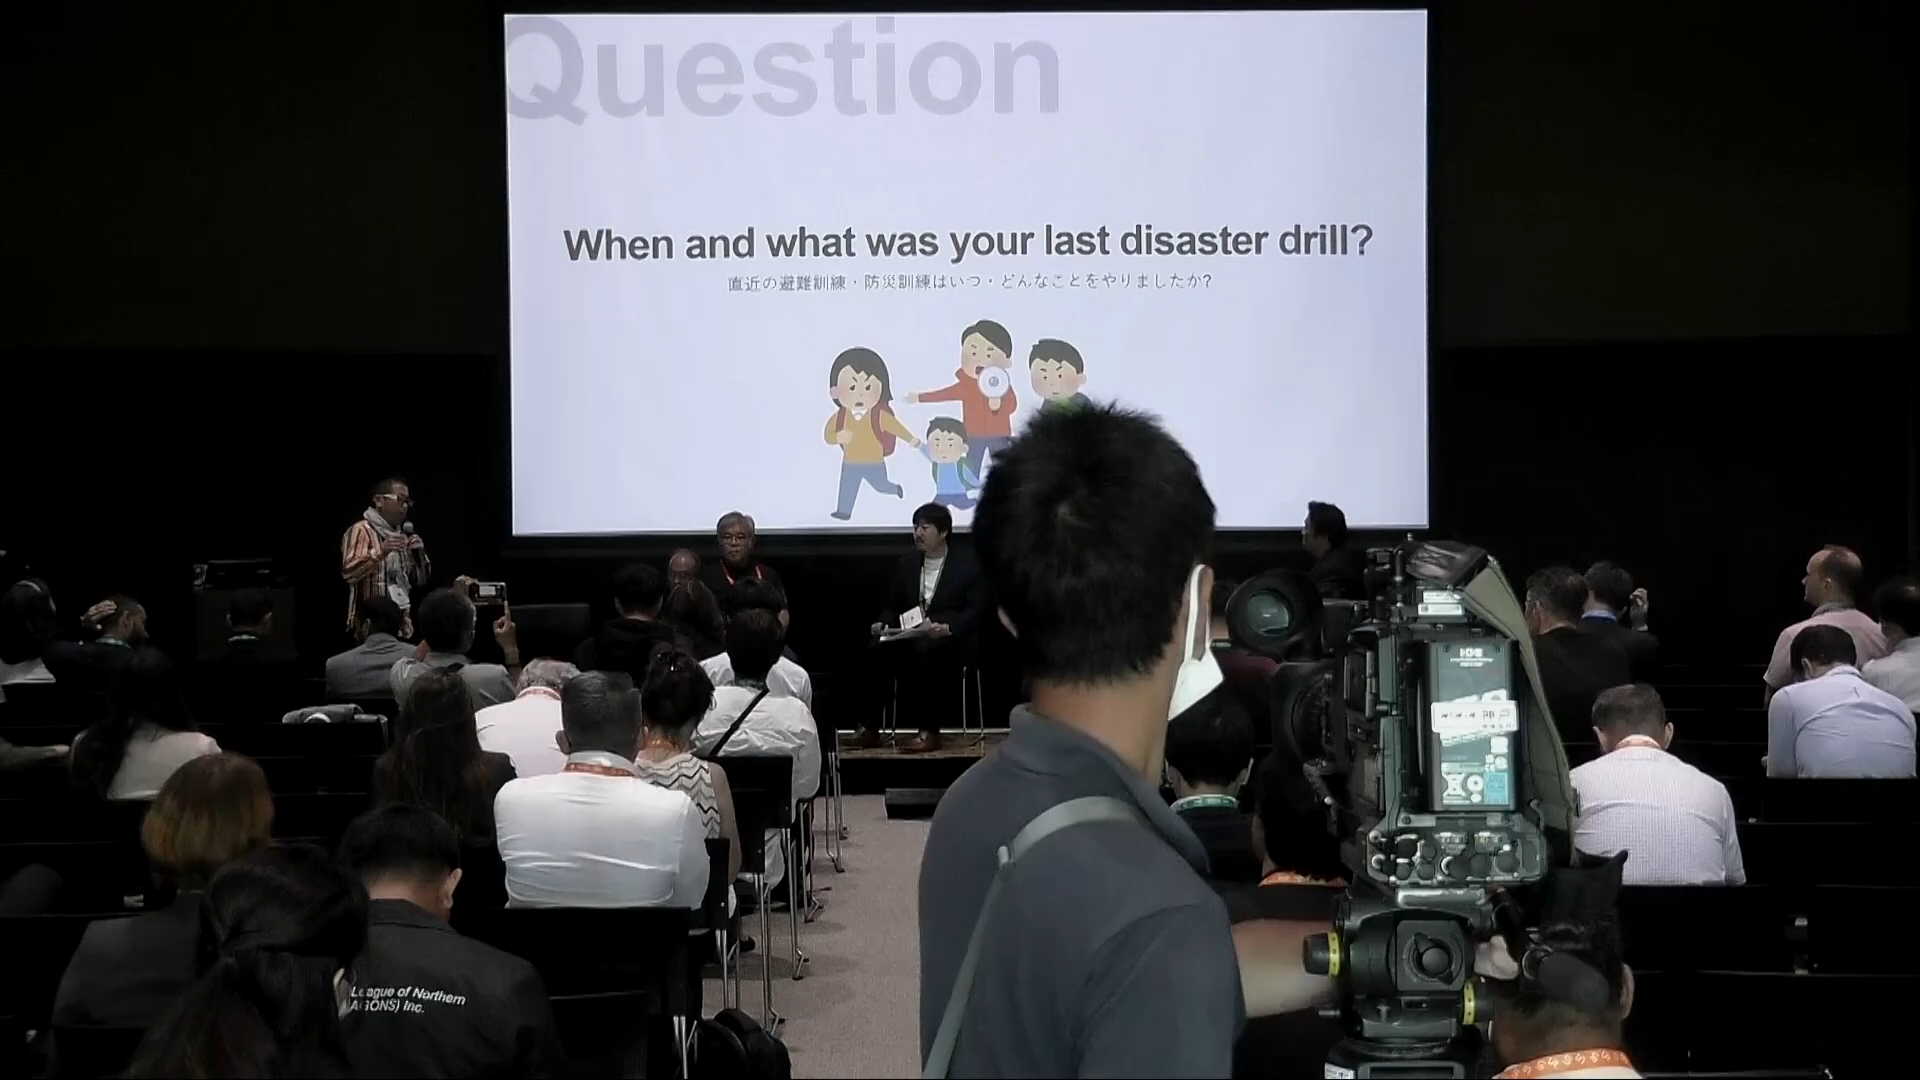 Question
When and what was your last disaster drill?
直近の避難訓練・防災訓練はいつ・どんなことをやりましたか?
League of Northern
Inc.